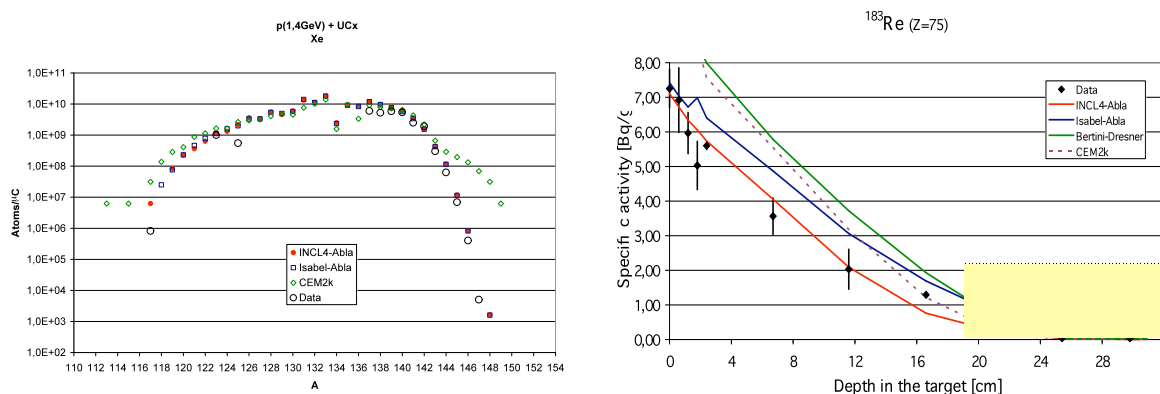 p(1,4GeV) + UCx
Xe
1,0E+11
1,0E+10
1,0E+09
1,0E+08
1,0E+07
1,0E+06
1,0E+05
1,0E+04
1,0E+03
1,0E+02
Atoms/µC
INCL4-Abla
Isabel-Abla
CEM2k
Data
110 112 114 116 118 120 122 124 126 128 130 132 134 136 138 140 142 144 146 148 150 152 154
A
183Re (Z=75)
8,00
7,00
6,00
5,00
4,00
3,00
2,00
1,00
0,00
Specifi c activity [Bq/g
Data
INCL4-Abla
Isabel-Abla
Bertini-Dresner
CEM2k
0 4 8 12 16 20 24 28
Depth in the target [cm]